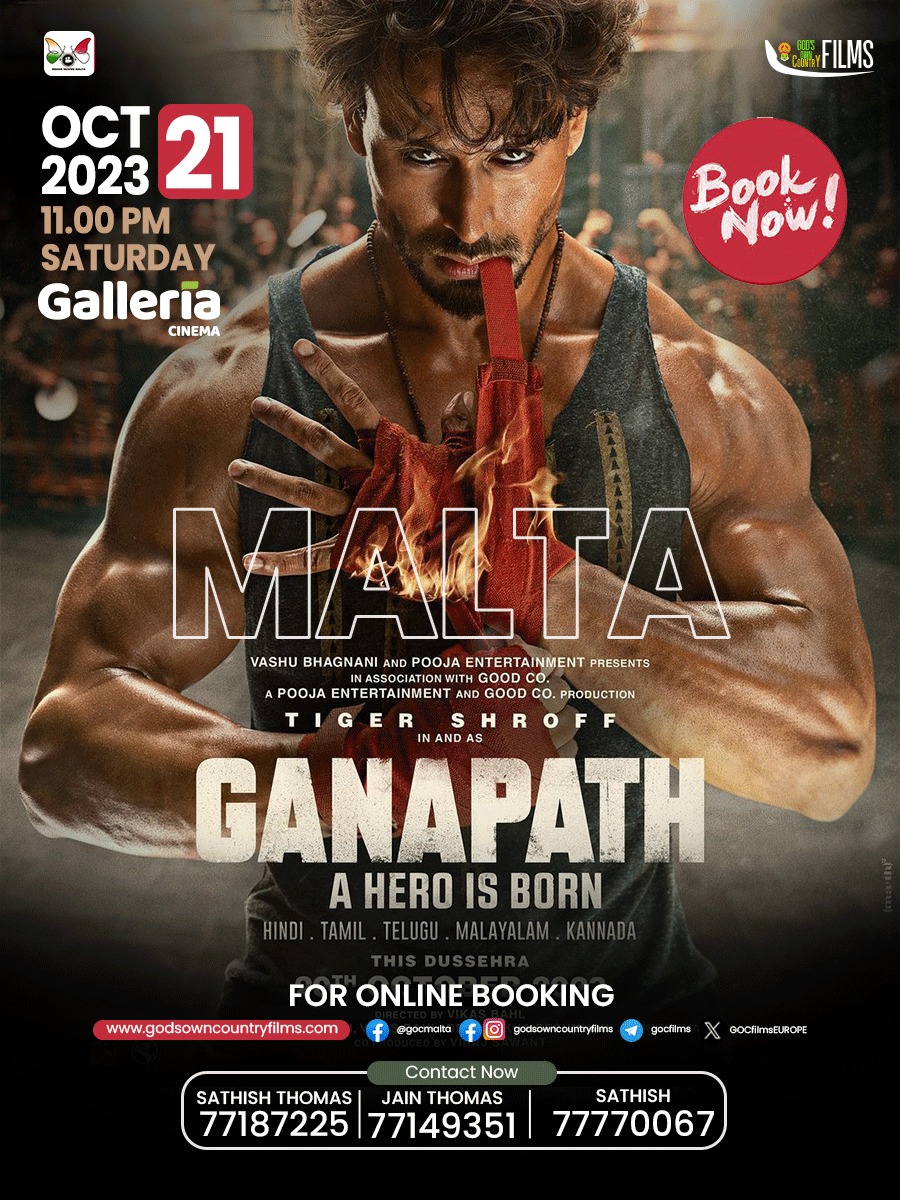 GOD'S
OWN
COUNTRY FILMS
OCT
2023
21
11.00 PM
SATURDAY
Galleria
CINEMA
Book
Now!
MALTA
VASHU BHAGNANI AND POOJA ENTERTAINMENT PRESENTS
IN ASSOCIATION WITH GOOD CO.
A POOJA ENTERTAINMENT AND GOOD CO. PRODUCTION
TIGER SHROFF
IN AND AS
GANAPATH
A HERO IS BORN
HINDI . TAMIL . TELUGU . MALAYALAM . KANNADA
THIS DUSSEHRA
20TH OCTOBER 2023
FOR ONLINE BOOKING
DIRECTED BY VIKAS BAHL
www.godsowncountryfilms.com @gocmalta godsowncountryfilms gocfilms GOCfilmsEUROPE
Contact Now
SATHISH THOMAS
77187225
JAIN THOMAS
77149351
SATHISH
77770067